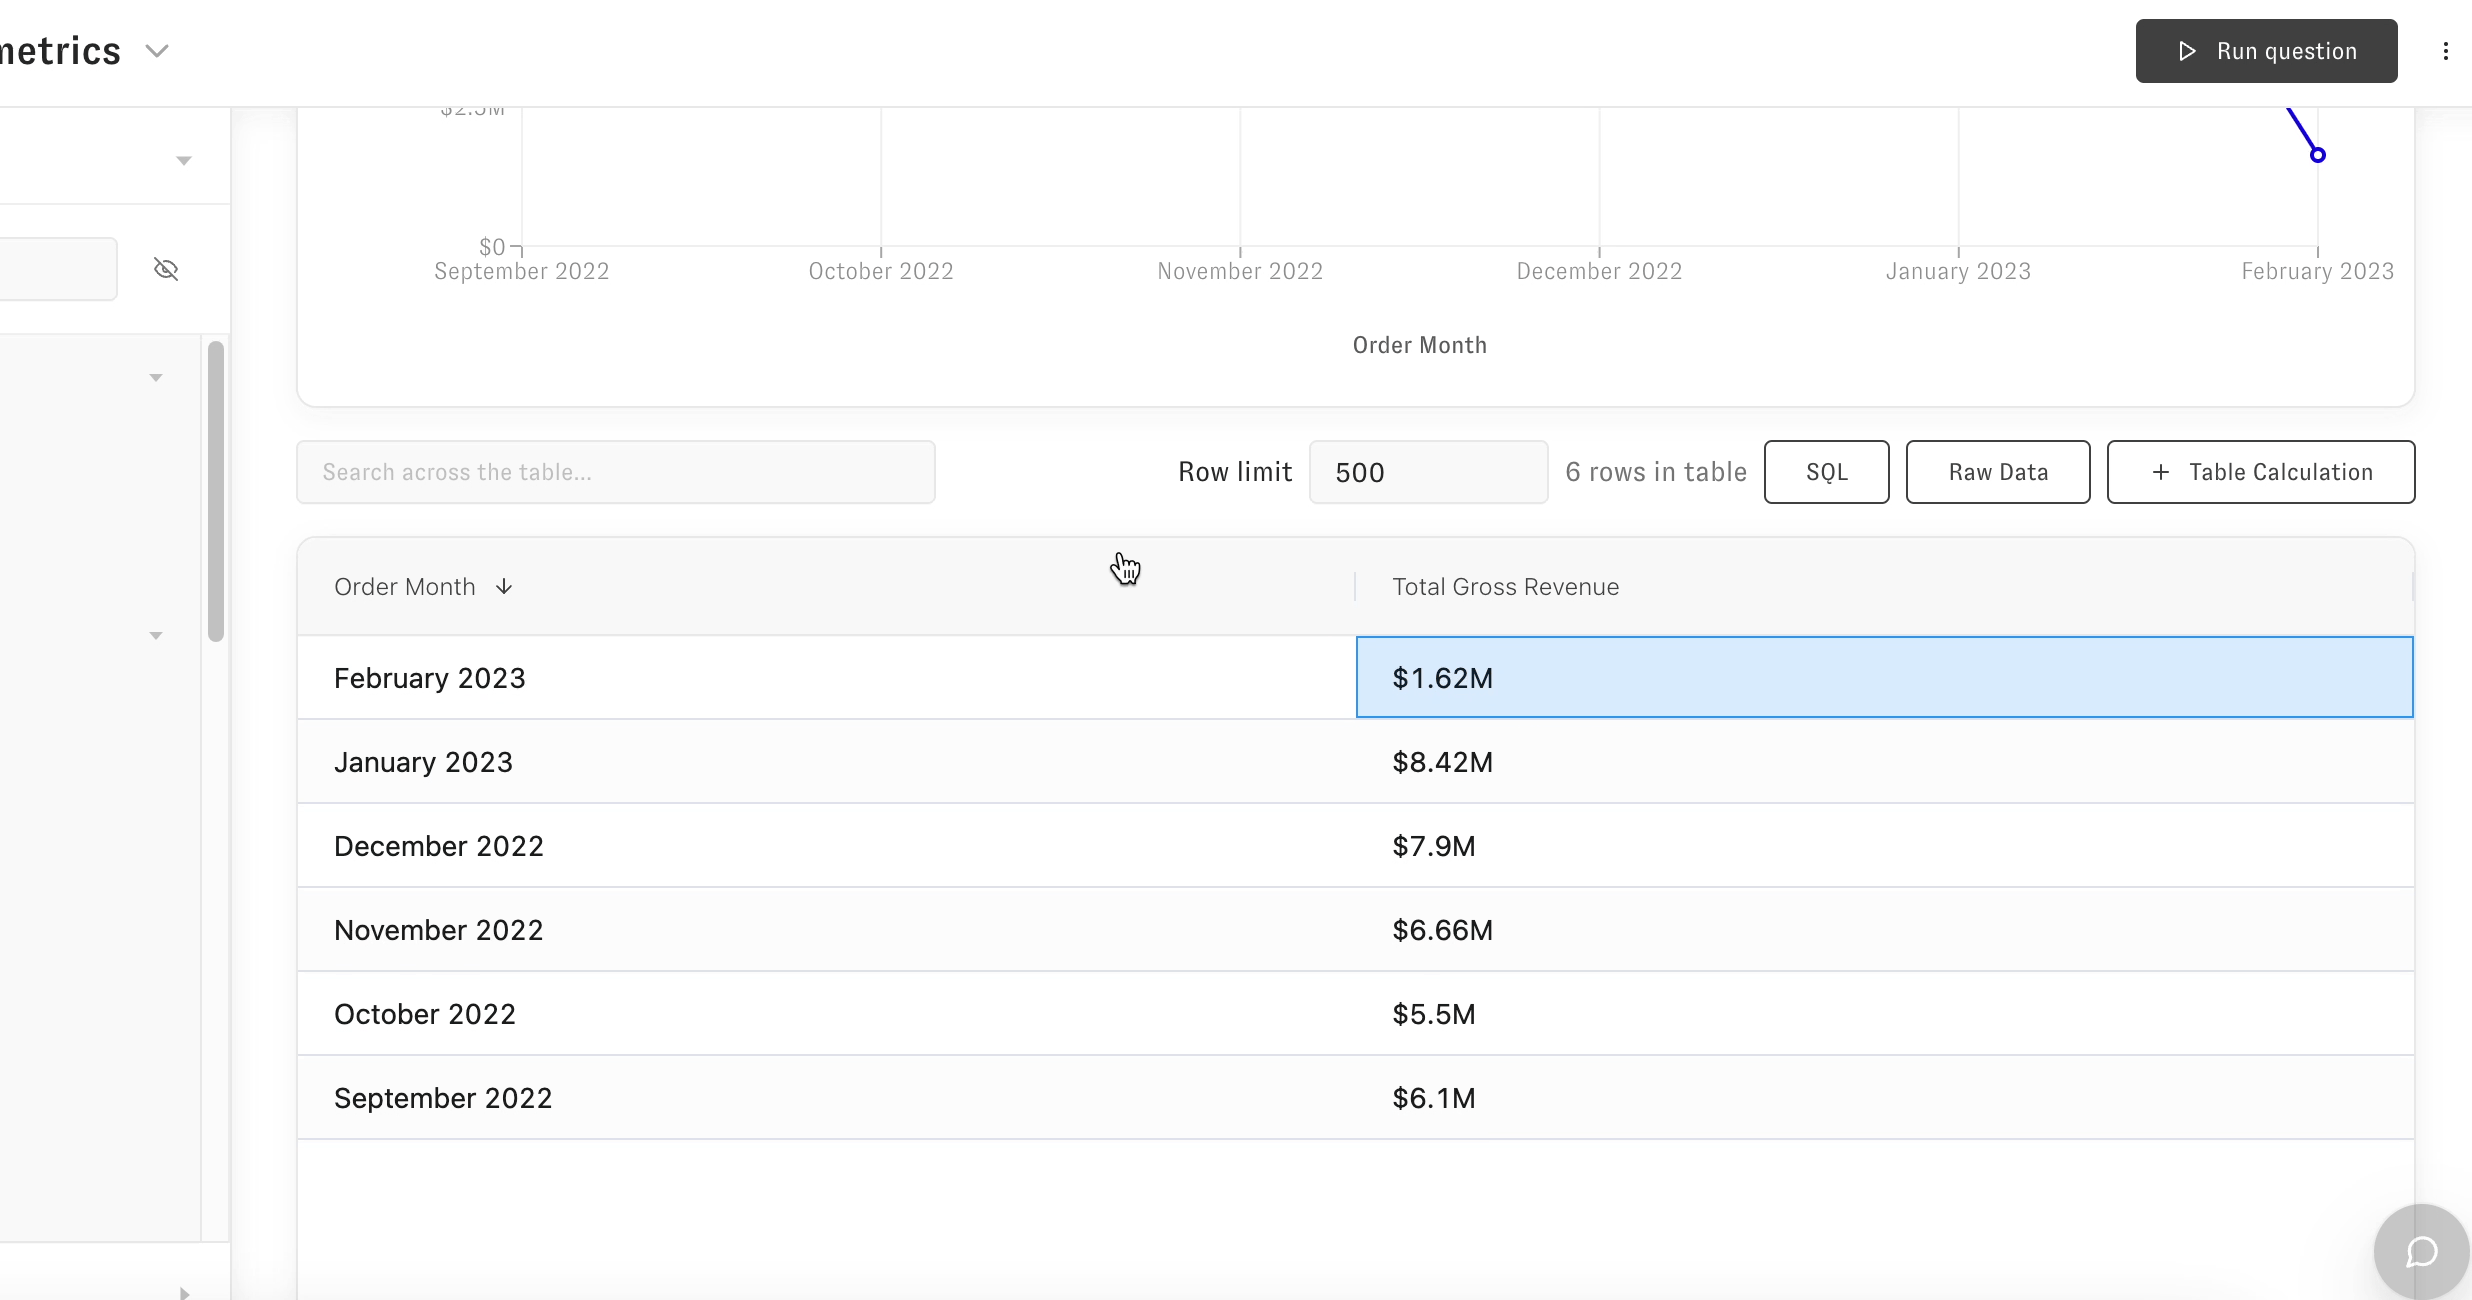 metrics
Run question
$2.5M
$0
September 2022 October 2022 November 2022 December 2022 January 2023 February 2023
Order Month
Search across the table...
Row limit 500 6 rows in table SQL Raw Data + Table Calculation
Order Month Total Gross Revenue
February 2023 $1.62M
January 2023 $8.42M
December 2022 $7.9M
November 2022 $6.66M
October 2022 $5.5M
September 2022 $6.1M